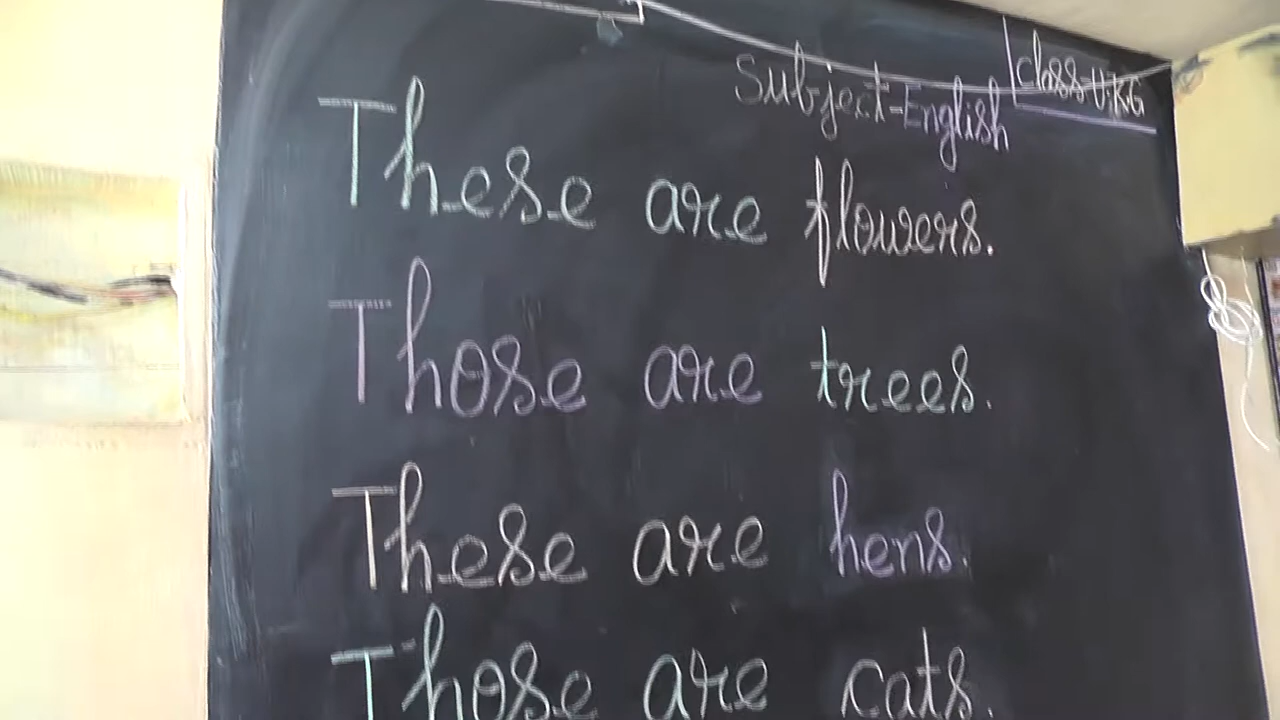 Class-U.K.G
Subject-English
These are flowers.
Those are trees.
These are hens.
Those are cats.